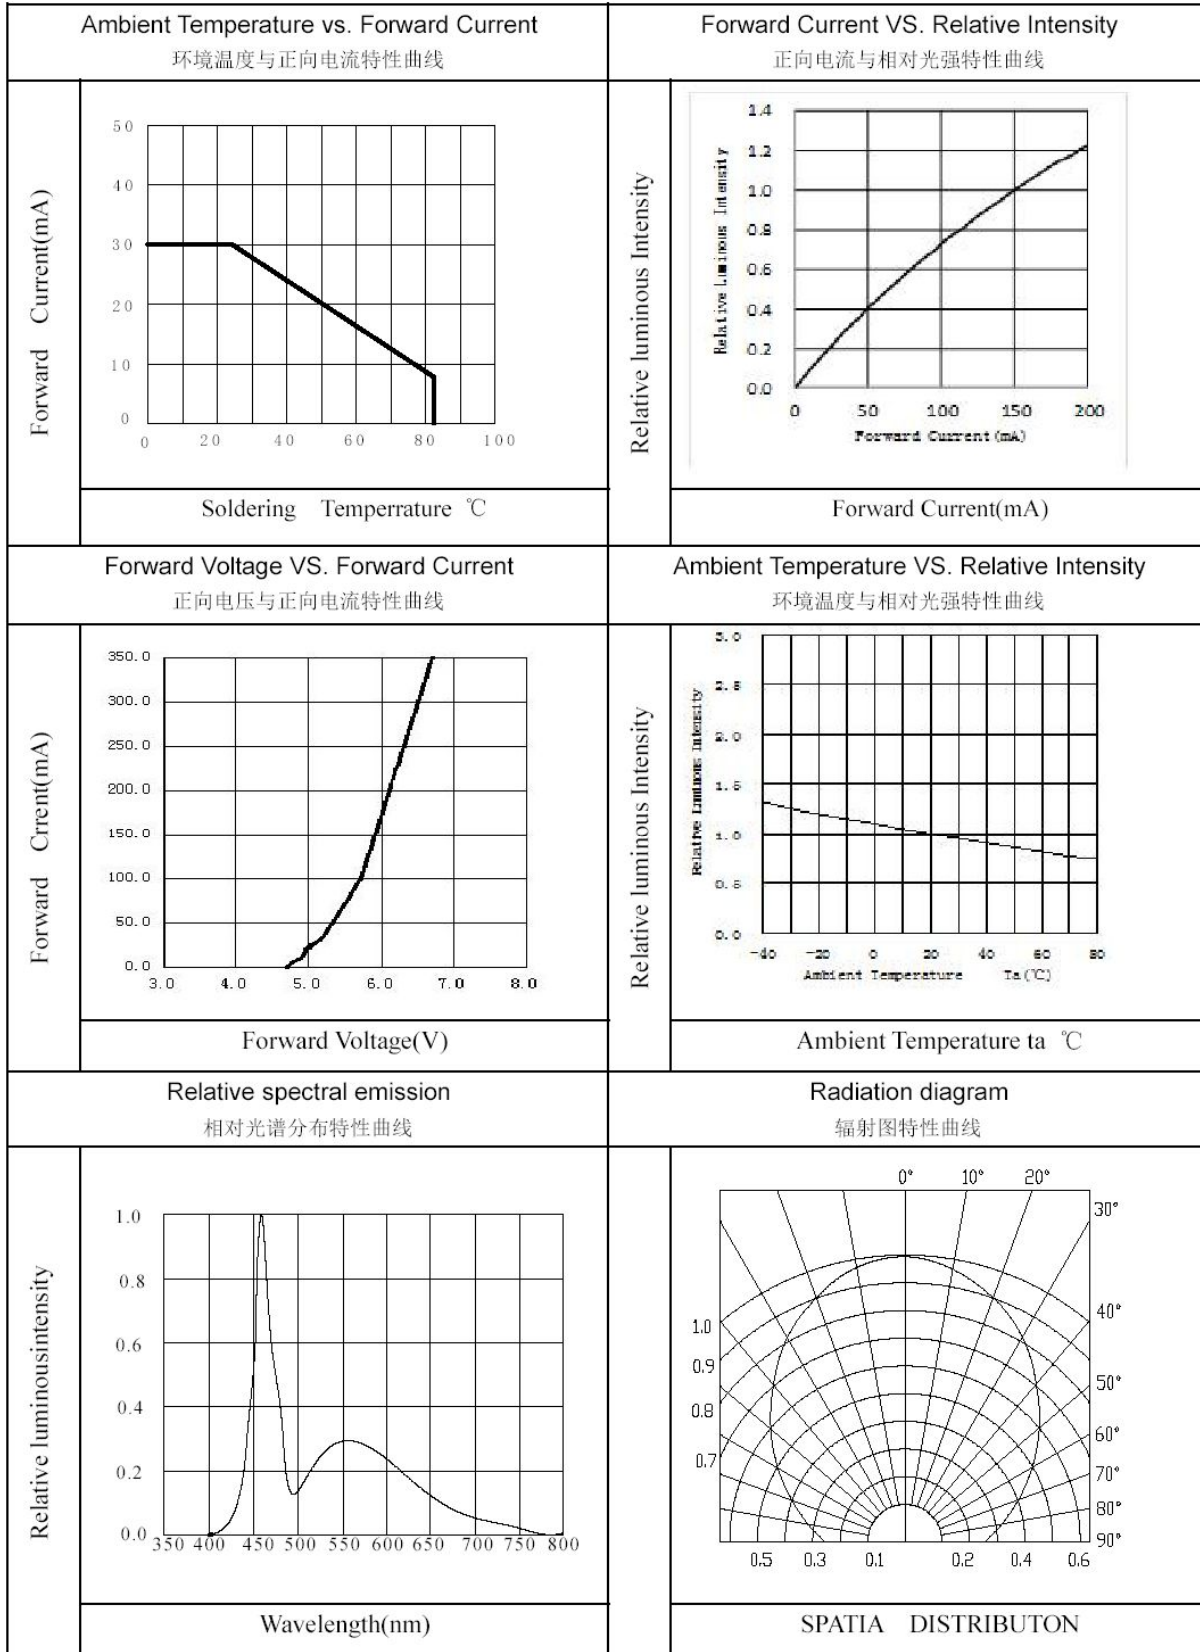 Ambient Temperature vs. Forward Current
环境温度与正向电流特性曲线
Forward Current(mA)
50
40
30
20
10
0
0 20 40 60 80 100
Soldering Temperrature ℃
Forward Current VS. Relative Intensity
正向电流与相对光强特性曲线
Relative luminous Intensity
Relative Luminous Intensity
1.4
1.2
1.0
0.8
0.6
0.4
0.2
0.0
0 50 100 150 200
Forward Current(mA)
Forward Current(mA)
Forward Voltage VS. Forward Current
正向电压与正向电流特性曲线
Forward Crrent(mA)
350.0
300.0
250.0
200.0
150.0
100.0
50.0
0.0
3.0 4.0 5.0 6.0 7.0 8.0
Forward Voltage(V)
Ambient Temperature VS. Relative Intensity
环境温度与相对光强特性曲线
Relative luminous Intensity
Relative Luminous Intensity
3.0
2.5
2.0
1.5
1.0
0.5
0.0
-40 -20 0 20 40 60 80
Ambient Temperature Ta(℃)
Ambient Temperature ta ℃
Relative spectral emission
相对光谱分布特性曲线
Relative luminousintensity
1.0
0.8
0.6
0.4
0.2
0.0
350 400 450 500 550 600 650 700 750 800
Wavelength(nm)
Radiation diagram
辐射图特性曲线
0° 10° 20°
30°
40°
50°
60°
70°
80°
90°
1.0
0.9
0.8
0.7
0.5 0.3 0.1 0.2 0.4 0.6
SPATIA DISTRIBUTON